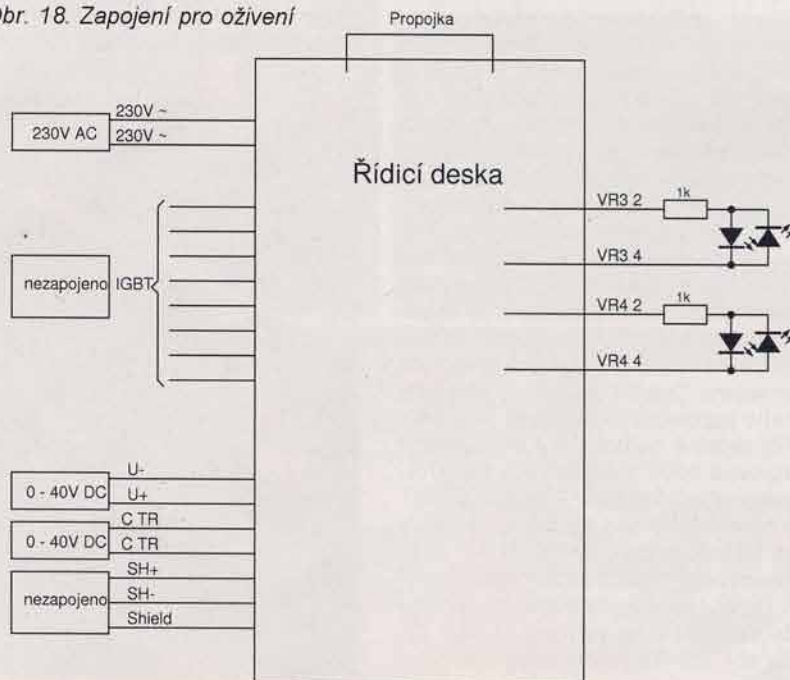 br. 18. Zapojení pro oživení
Propojka
230V AC
230V ~
230V ~
Řídicí deska
nezapojeno
IGBT
VR3 2
1k
VR3 4
VR4 2
1k
VR4 4
0 - 40V DC
U-
U+
0 - 40V DC
C TR
C TR
nezapojeno
SH+
SH-
Shield